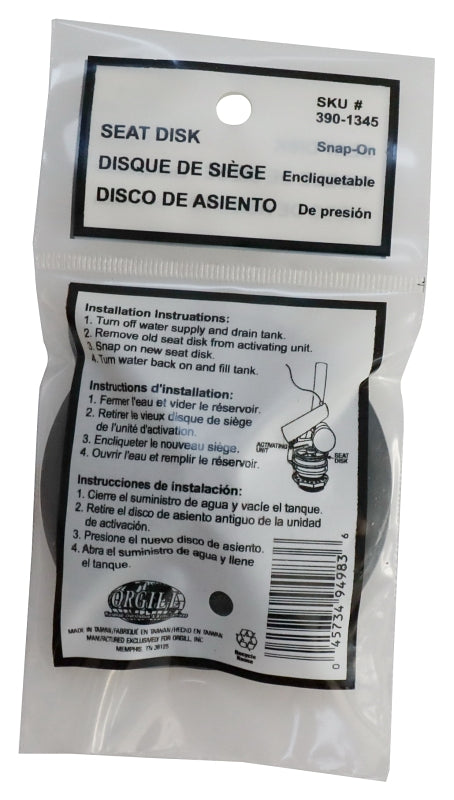 SKU #
390-1345
SEAT DISK Snap-On
DISQUE DE SIÈGE Encliquetable
DISCO DE ASIENTO De presión
Installation Instruations:
1. Turn off water supply and drain tank.
2. Remove old seat disk from activating unit.
3. Snap on new seat disk.
4. Turn water back on and fill tank.
Instructions d'installation:
1. Fermer l'eau et vider le réservoir.
2. Retirer le vieux disque de siège
de l'unité d'activation.
3. Encliqueter le nouveau siège.
4. Ouvrir l'eau et remplir le réservoir.
ACTIVATING
UNIT
SEAT
DISK
Instrucciones de instalación:
1. Cierre el suministro de agua y vacíe el tanque.
2. Retire el disco de asiento antiguo de la unidad
de activación.
3. Presione el nuevo disco de asiento.
4. Abra el suministro de agua y llene
el tanque.
ORGILL
MADE IN TAIWAN/FABRIQUÉ EN TAIWAN/HECHO EN TAIWAN
MANUFACTURED EXCLUSIVELY FOR ORGILL, INC.
MEMPHIS, TN 38125
Recycle
Reuse
0 45734 94983 6